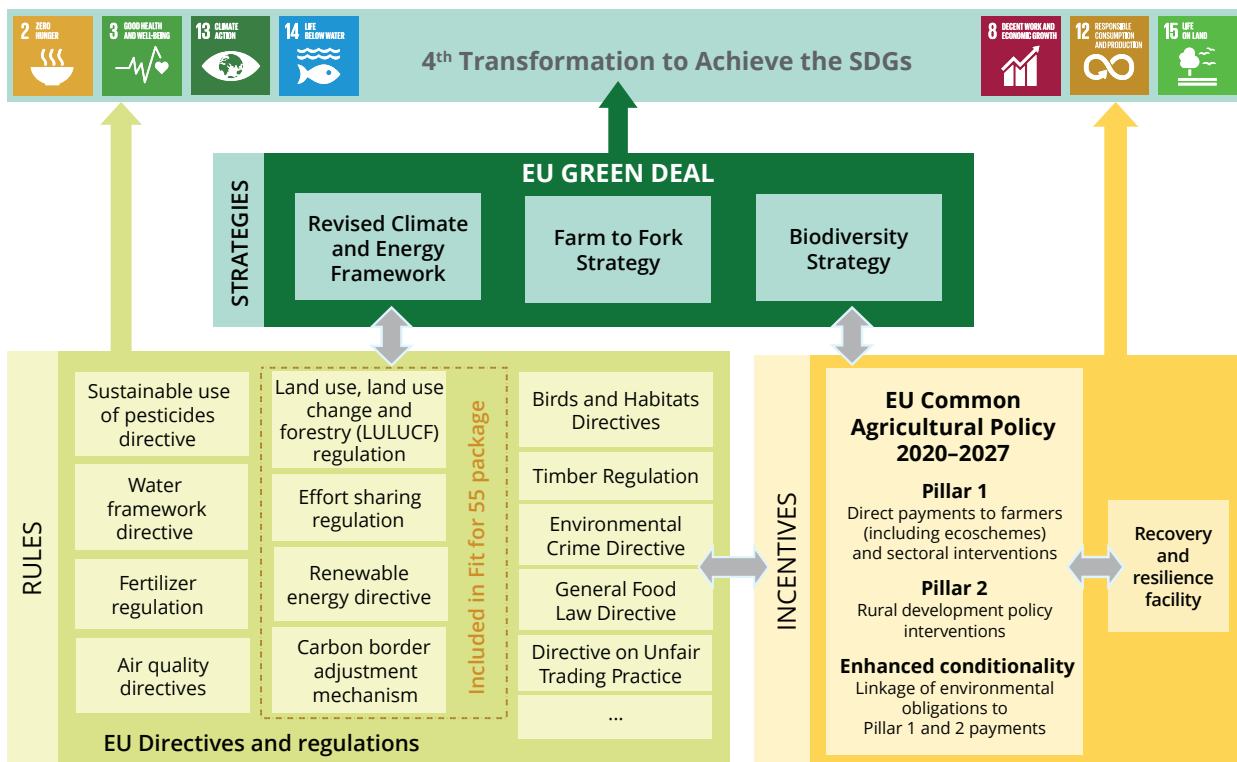 2 ZERO
HUNGER
3 GOOD HEALTH
AND WELL-BEING
13 CLIMATE
ACTION
14 LIFE
BELOW WATER
4th Transformation to Achieve the SDGs
8 DECENT WORK AND
ECONOMIC GROWTH
12 RESPONSIBLE
CONSUMPTION
AND PRODUCTION
15 LIFE
ON LAND
STRATEGIES
EU GREEN DEAL
Revised Climate
and Energy
Framework
Farm to Fork
Strategy
Biodiversity
Strategy
RULES
Sustainable use
of pesticides
directive
Water
framework
directive
Fertilizer
regulation
Air quality
directives
Land use, land use
change and
forestry (LULUCF)
regulation
Effort sharing
regulation
Renewable
energy directive
Carbon border
adjustment
mechanism
Included in Fit for 55 package
Birds and Habitats
Directives
Timber Regulation
Environmental
Crime Directive
General Food
Law Directive
Directive on Unfair
Trading Practice
...
EU Directives and regulations
INCENTIVES
EU Common
Agricultural Policy
2020–2027
Pillar 1
Direct payments to farmers
(including ecoschemes)
and sectoral interventions
Pillar 2
Rural development policy
interventions
Enhanced conditionality
Linkage of environmental
obligations to
Pillar 1 and 2 payments
Recovery
and
resilience
facility